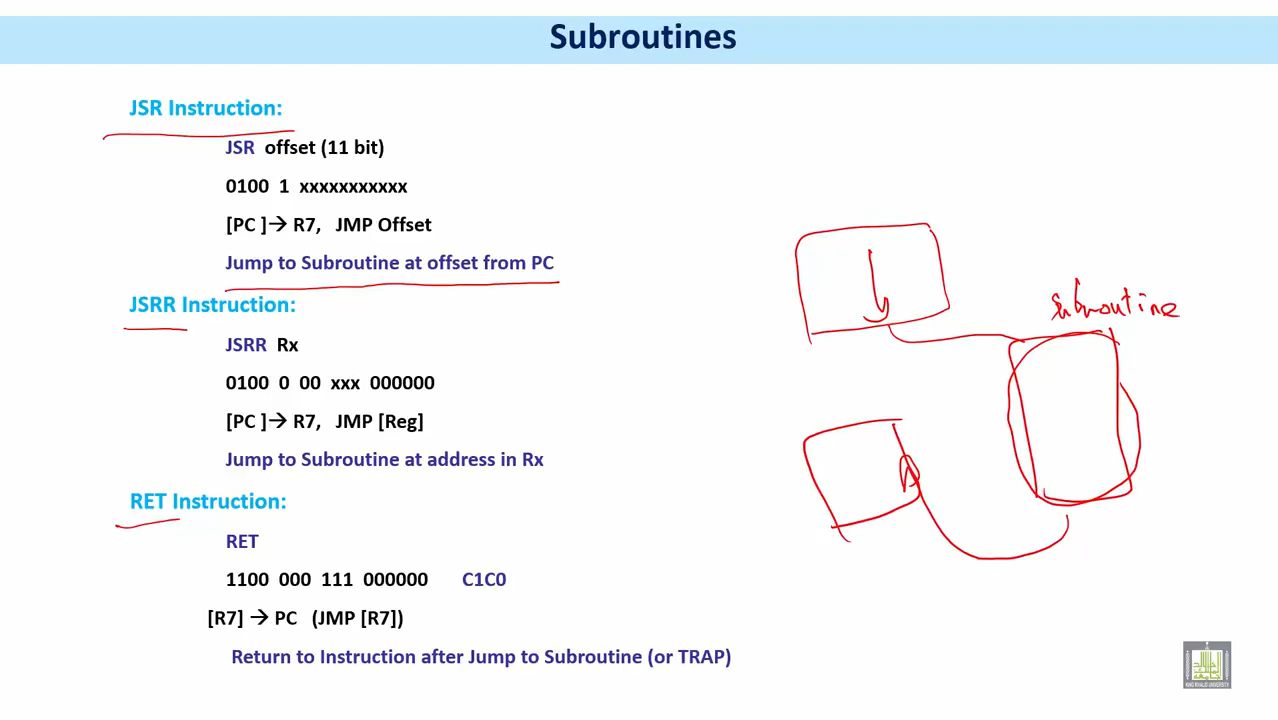 Subroutines
JSR Instruction:
JSR offset (11 bit)
0100 1 xxxxxxxxxxx
[PC ]→ R7, JMP Offset
Jump to Subroutine at offset from PC
JSRR Instruction:
JSRR Rx
0100 0 00 xxx 000000
[PC ]→ R7, JMP [Reg]
Jump to Subroutine at address in Rx
RET Instruction:
RET
1100 000 111 000000 C1C0
[R7] → PC (JMP [R7])
Return to Instruction after Jump to Subroutine (or TRAP)
subroutine
KING KHALID UNIVERSITY